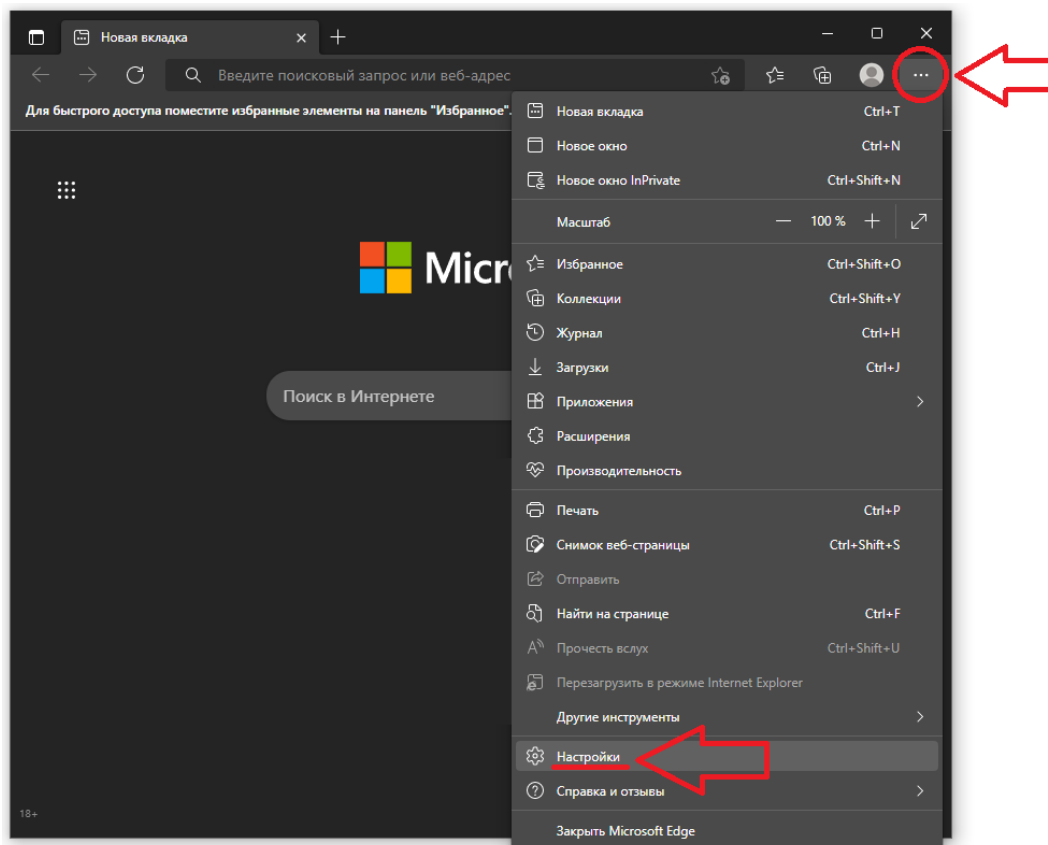 Новая вкладка
Введите поисковый запрос или веб-адрес
Для быстрого доступа поместите избранные элементы на панель "Избранное".
Новая вкладка Ctrl+T
Новое окно Ctrl+N
Новое окно InPrivate Ctrl+Shift+N
Масштаб 100 %
Micr
Избранное Ctrl+Shift+O
Коллекции Ctrl+Shift+Y
Журнал Ctrl+H
Загрузки Ctrl+J
Поиск в Интернете
Приложения
Расширения
Производительность
Печать Ctrl+P
Снимок веб-страницы Ctrl+Shift+S
Отправить
Найти на странице Ctrl+F
Прочесть вслух Ctrl+Shift+U
Перезагрузить в режиме Internet Explorer
Другие инструменты
Настройки
Справка и отзывы
18+
Закрыть Microsoft Edge